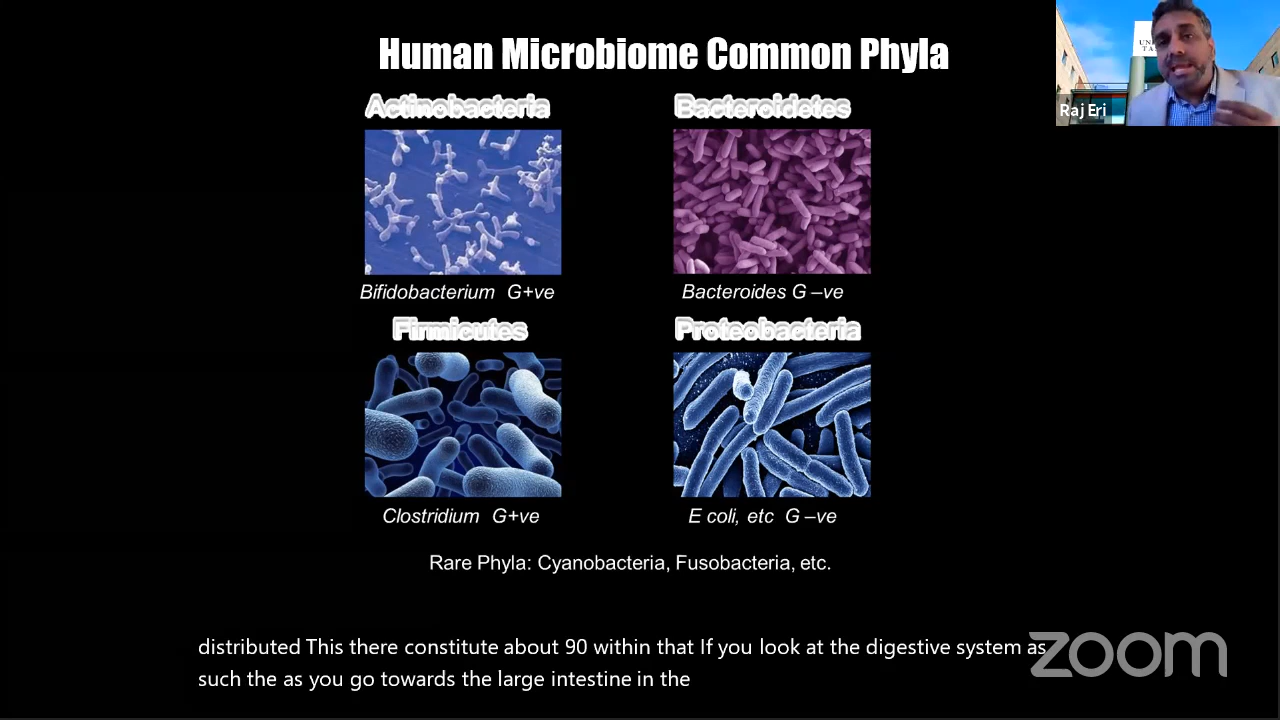 Human Microbiome Common Phyla
Actinobacteria
Bacteroidetes
Raj Eri
Bifidobacterium G+ve
Bacteroides G –ve
Firmicutes
Proteobacteria
Clostridium G+ve
E coli, etc G –ve
Rare Phyla: Cyanobacteria, Fusobacteria, etc.
distributed This there constitute about 90 within that If you look at the digestive system as
such the as you go towards the large intestine in the
zoom